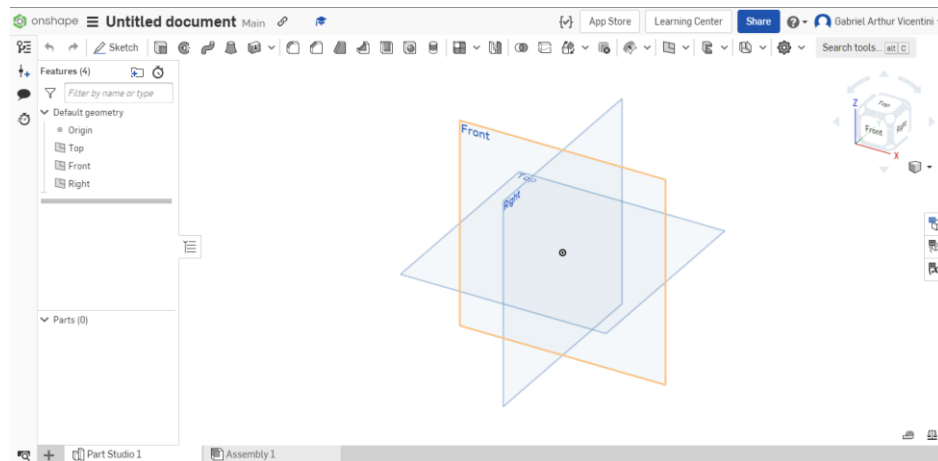 onshape Untitled document Main App Store Learning Center Share Gabriel Arthur Vicentini
Sketch Search tools... alt C
Features (4)
Filter by name or type
Default geometry
Origin
Top
Front
Right
Parts (0)
Front
Top
Right
Z
Top
Front
Right
X
Part Studio 1 Assembly 1